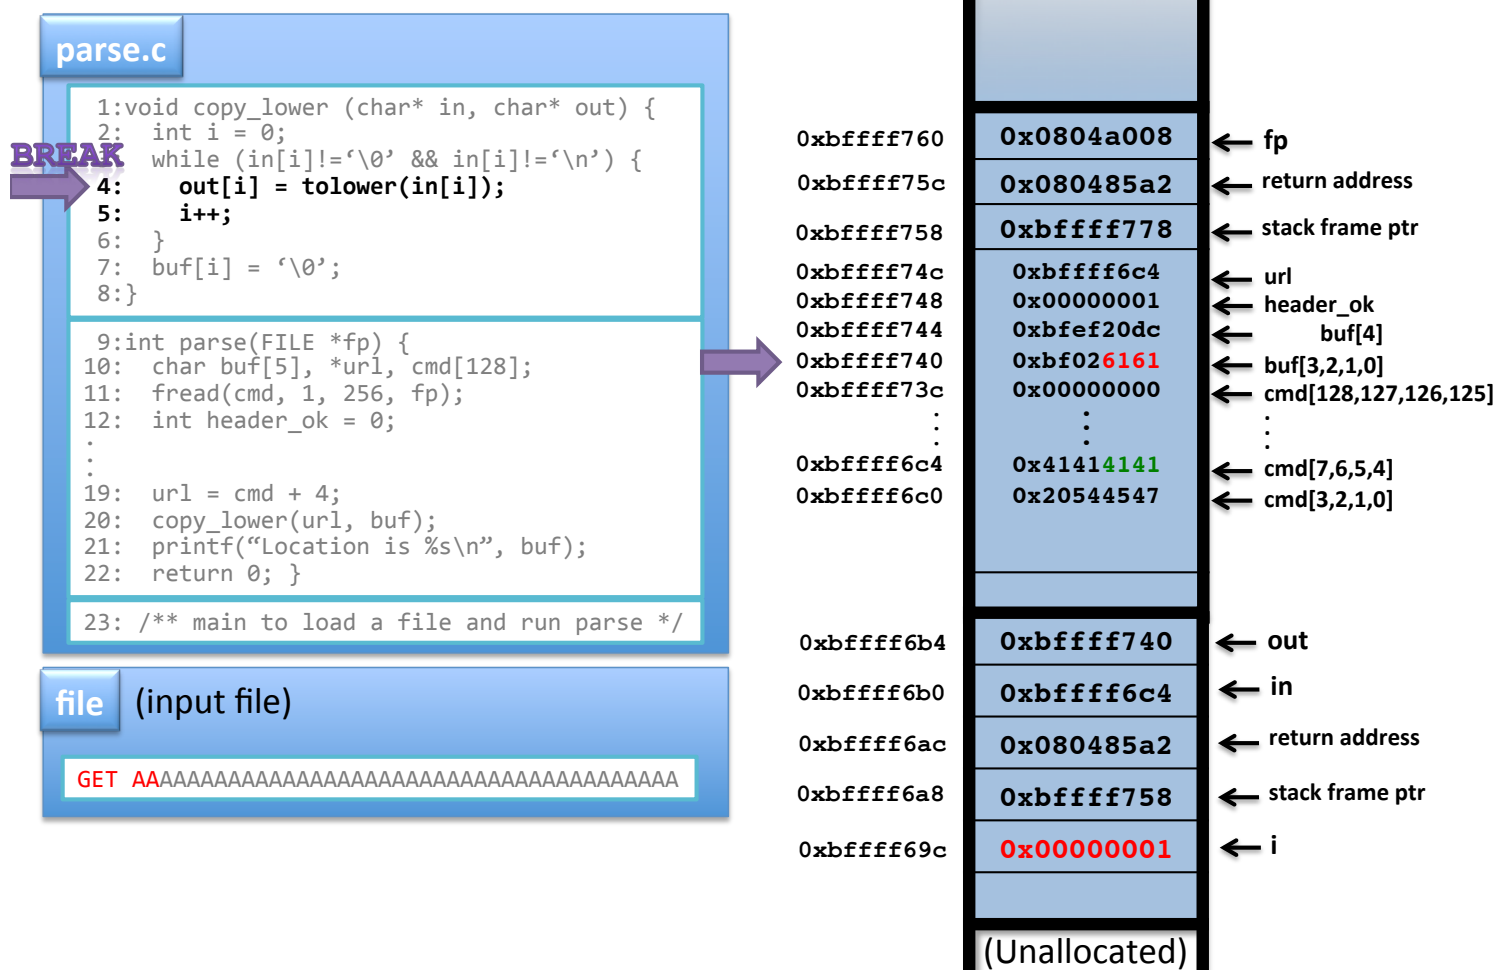 parse.c
1:void copy_lower (char* in, char* out) {
2:  int i = 0;
BREAK
while (in[i]!=‘\0’ && in[i]!=‘\n’) {
4:    out[i] = tolower(in[i]);
5:    i++;
6:  }
7:  buf[i] = ‘\0’;
8:}
9:int parse(FILE *fp) {
10:  char buf[5], *url, cmd[128];
11:  fread(cmd, 1, 256, fp);
12:  int header_ok = 0;
.
.
19:  url = cmd + 4;
20:  copy_lower(url, buf);
21:  printf(“Location is %s\n”, buf);
22:  return 0; }
23: /** main to load a file and run parse */
file (input file)
GET AAAAAAAAAAAAAAAAAAAAAAAAAAAAAAAAAAAAAAAA
0xbffff760 0x0804a008 fp
0xbffff75c 0x080485a2 return address
0xbffff758 0xbffff778 stack frame ptr
0xbffff74c 0xbffff6c4 url
0xbffff748 0x00000001 header_ok
0xbffff744 0xbfef20dc buf[4]
0xbffff740 0xbf026161 buf[3,2,1,0]
0xbffff73c 0x00000000 cmd[128,127,126,125]
. . .
. . .
. . .
0xbffff6c4 0x41414141 cmd[7,6,5,4]
0xbffff6c0 0x20544547 cmd[3,2,1,0]
0xbffff6b4 0xbffff740 out
0xbffff6b0 0xbffff6c4 in
0xbffff6ac 0x080485a2 return address
0xbffff6a8 0xbffff758 stack frame ptr
0xbffff69c 0x00000001 i
(Unallocated)